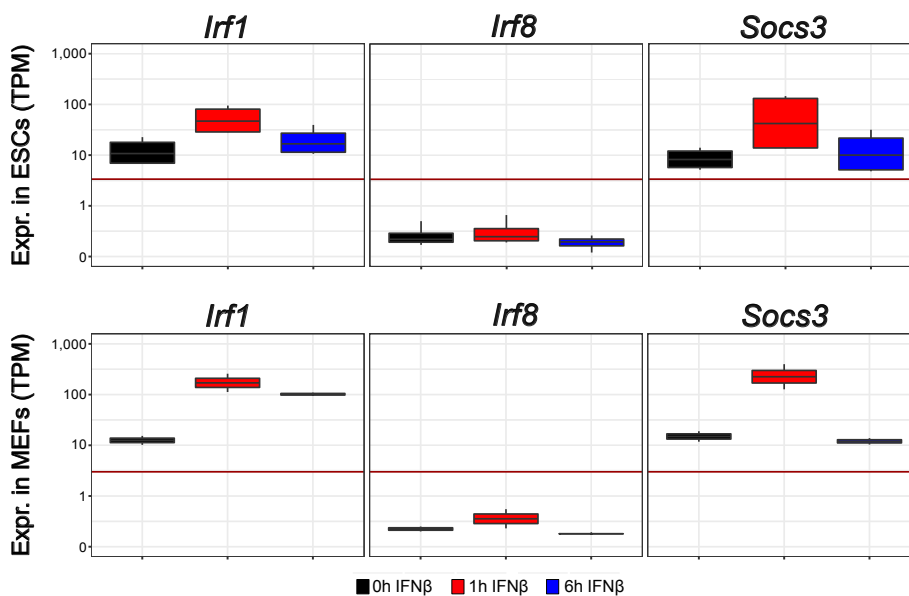 Irf1 Irf8 Socs3
Expr. in ESCs (TPM)
1,000
100
10
1
0
Irf1 Irf8 Socs3
Expr. in MEFs (TPM)
1,000
100
10
1
0
0h IFNβ 1h IFNβ 6h IFNβ